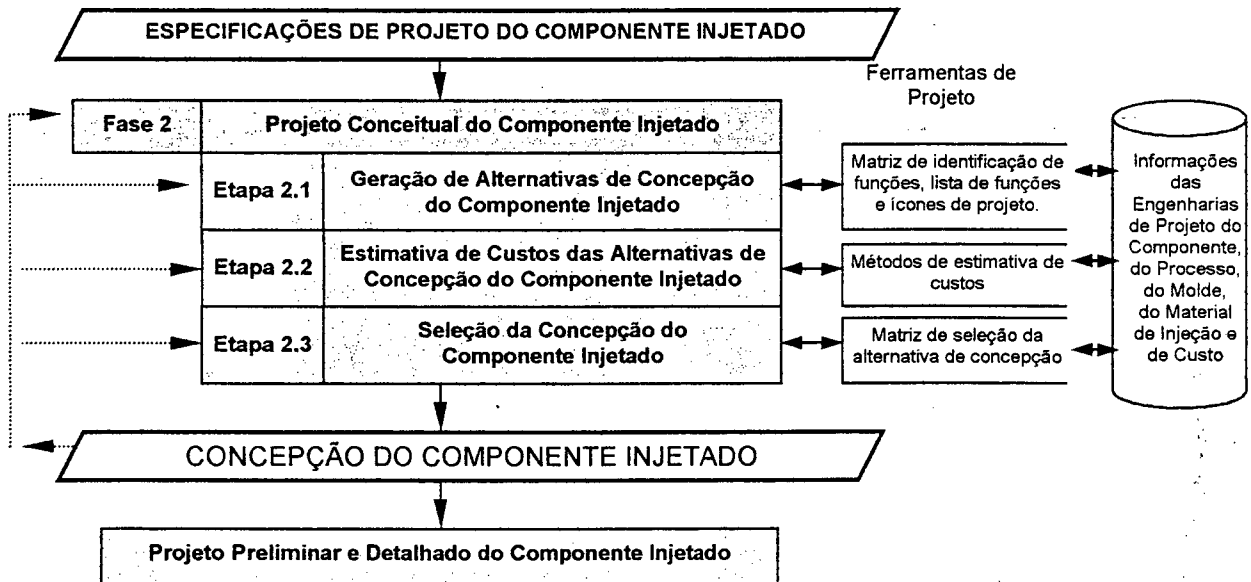 ESPECIFICAÇÕES DE PROJETO DO COMPONENTE INJETADO
Ferramentas de
Projeto
Fase 2
Projeto Conceitual do Componente Injetado
Etapa 2.1
Geração de Alternativas de Concepção
do Componente Injetado
Matriz de identificação de
funções, lista de funções
e ícones de projeto.
Etapa 2.2
Estimativa de Custos das Alternativas de
Concepção do Componente Injetado
Métodos de estimativa de
custos
Etapa 2.3
Seleção da Concepção do
Componente Injetado
Matriz de seleção da
alternativa de concepção
Informações
das
Engenharias
de Projeto do
Componente,
do Processo,
do Molde,
do Material
de Injeção e
de Custo
CONCEPÇÃO DO COMPONENTE INJETADO
Projeto Preliminar e Detalhado do Componente Injetado